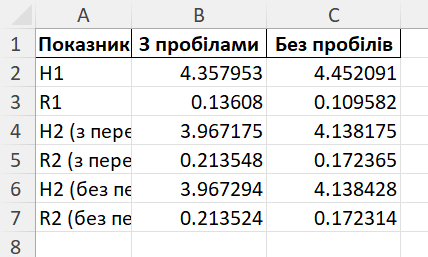 A B C
1 Показник З пробілами Без пробілів
2 H1 4.357953 4.452091
3 R1 0.13608 0.109582
4 H2 (з пере 3.967175 4.138175
5 R2 (з пере 0.213548 0.172365
6 H2 (без пе 3.967294 4.138428
7 R2 (без пе 0.213524 0.172314
8